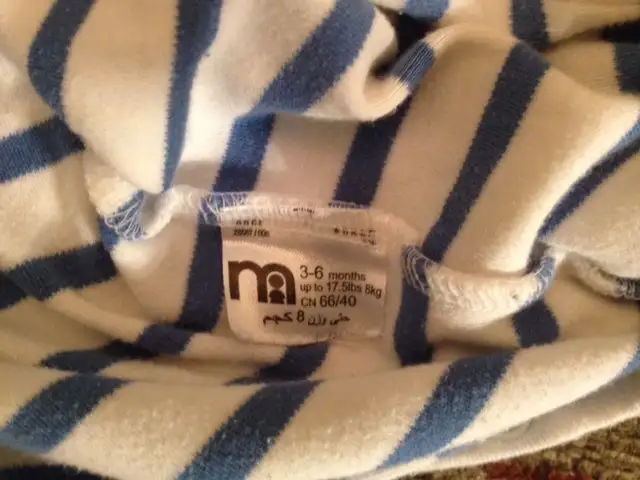 m
3-6 months
up to 17.5lbs 8kg
CN 66/40
حتى وزن 8 كجم